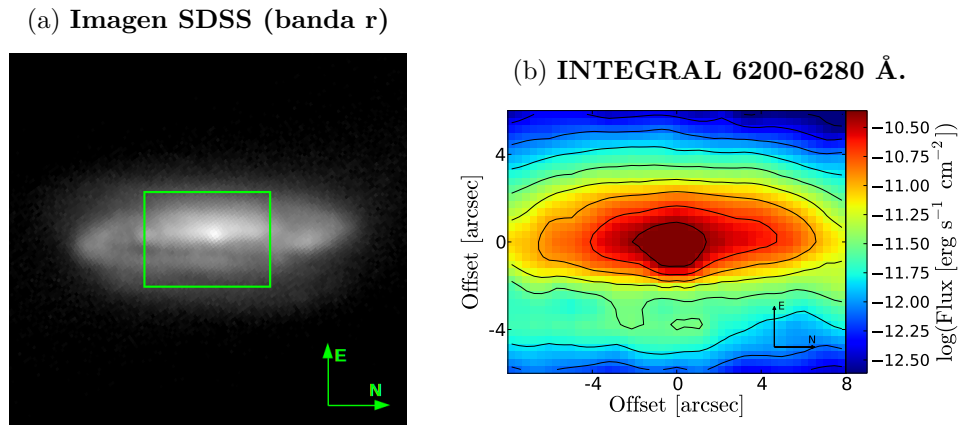 (a) Imagen SDSS (banda r)
E
N
(b) INTEGRAL 6200-6280 Å.
Offset [arcsec]
4
0
-4
E
N
-4
0
4
8
Offset [arcsec]
−10.50
−10.75
−11.00
−11.25
−11.50
−11.75
−12.00
−12.25
−12.50
log(Flux [erg s⁻¹ cm⁻²])